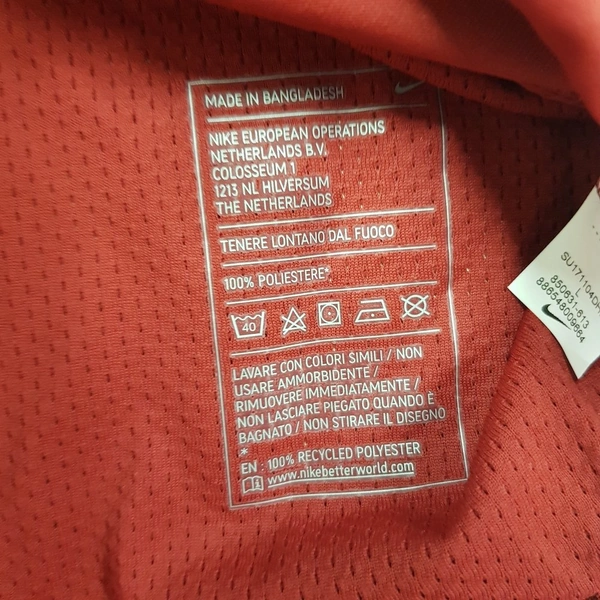 MADE IN BANGLADESH
NIKE EUROPEAN OPERATIONS
NETHERLANDS B.V.
COLOSSEUM 1
1213 NL HILVERSUM
THE NETHERLANDS
TENERE LONTANO DAL FUOCO
100% POLIESTERE*
40
LAVARE CON COLORI SIMILI / NON
USARE AMMORBIDENTE /
RIMUOVERE IMMEDIATAMENTE /
NON LASCIARE PIEGATO QUANDO È
BAGNATO / NON STIRARE IL DISEGNO
*
EN : 100% RECYCLED POLYESTER
www.nikebetterworld.com
L
850631-613